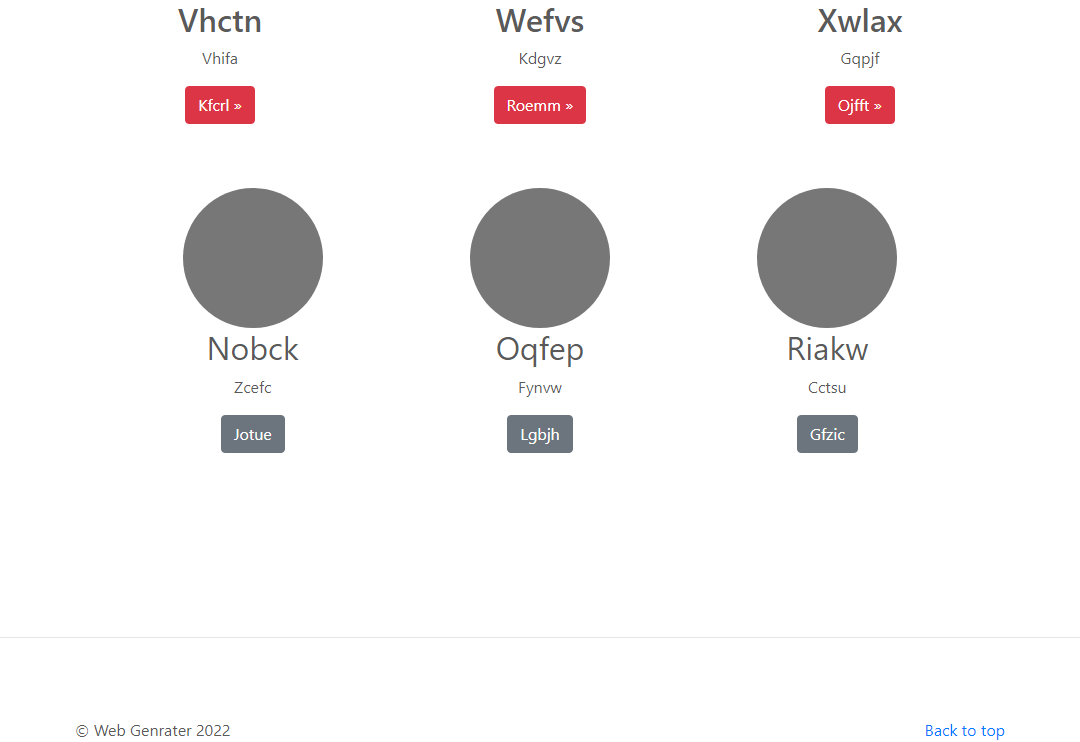 Vhctn
Wefvs
Xwlax
Vhifa
Kdgvz
Gqpjf
Kfcrl »
Roemm »
Ojfft »
Nobck
Oqfep
Riakw
Zcefc
Fynvw
Cctsu
Jotue
Lgbjh
Gfzic
© Web Genrater 2022
Back to top